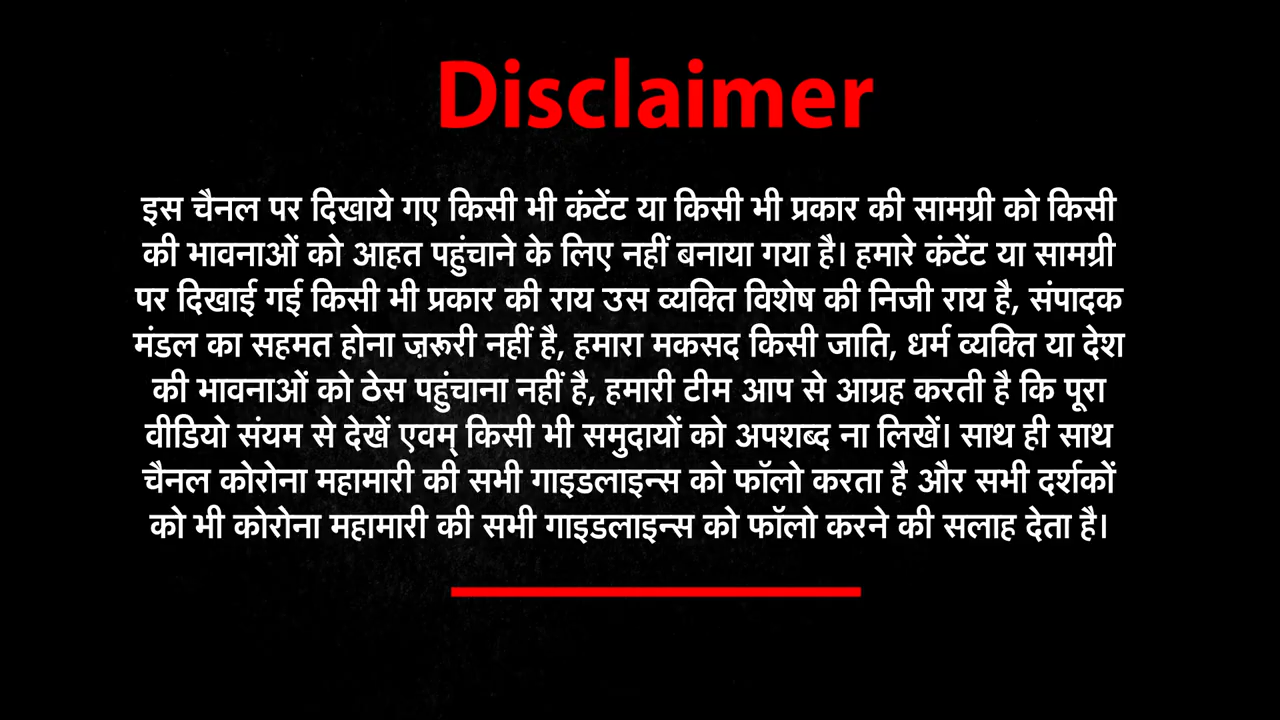 Disclaimer
इस चैनल पर दिखाये गए किसी भी कंटेंट या किसी भी प्रकार की सामग्री को किसी
की भावनाओं को आहत पहुंचाने के लिए नहीं बनाया गया है। हमारे कंटेंट या सामग्री
पर दिखाई गई किसी भी प्रकार की राय उस व्यक्ति विशेष की निजी राय है, संपादक
मंडल का सहमत होना ज़रूरी नहीं है, हमारा मकसद किसी जाति, धर्म व्यक्ति या देश
की भावनाओं को ठेस पहुंचाना नहीं है, हमारी टीम आप से आग्रह करती है कि पूरा
वीडियो संयम से देखें एवम् किसी भी समुदायों को अपशब्द ना लिखें। साथ ही साथ
चैनल कोरोना महामारी की सभी गाइडलाइन्स को फॉलो करता है और सभी दर्शकों
को भी कोरोना महामारी की सभी गाइडलाइन्स को फॉलो करने की सलाह देता है।